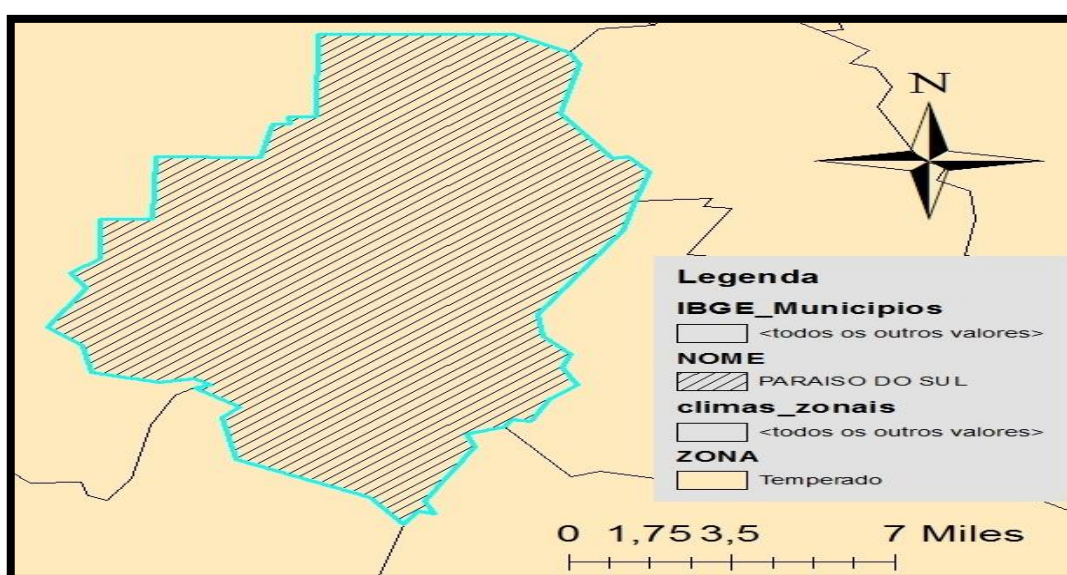 N
Legenda
IBGE_Municipios
<todos os outros valores>
NOME
PARAISO DO SUL
climas_zonais
<todos os outros valores>
ZONA
Temperado
0 1,75 3,5 7 Miles